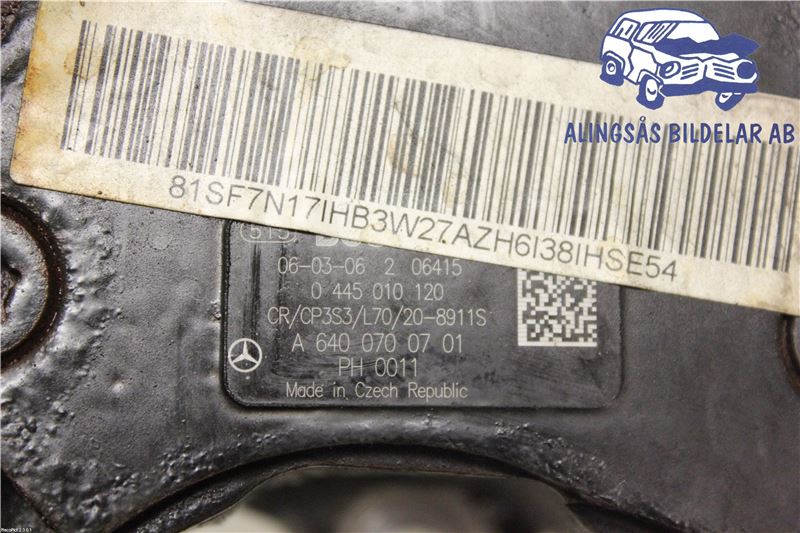 ALINGSÅS BILDELAR AB
81SF7N17IHB3W27AZH6I38IHSE54
06-03-06 2 06415
0 445 010 120
CR/CP3S3/L70/20-8911S
A 640 070 07 01
PH 0011
Made in Czech Republic